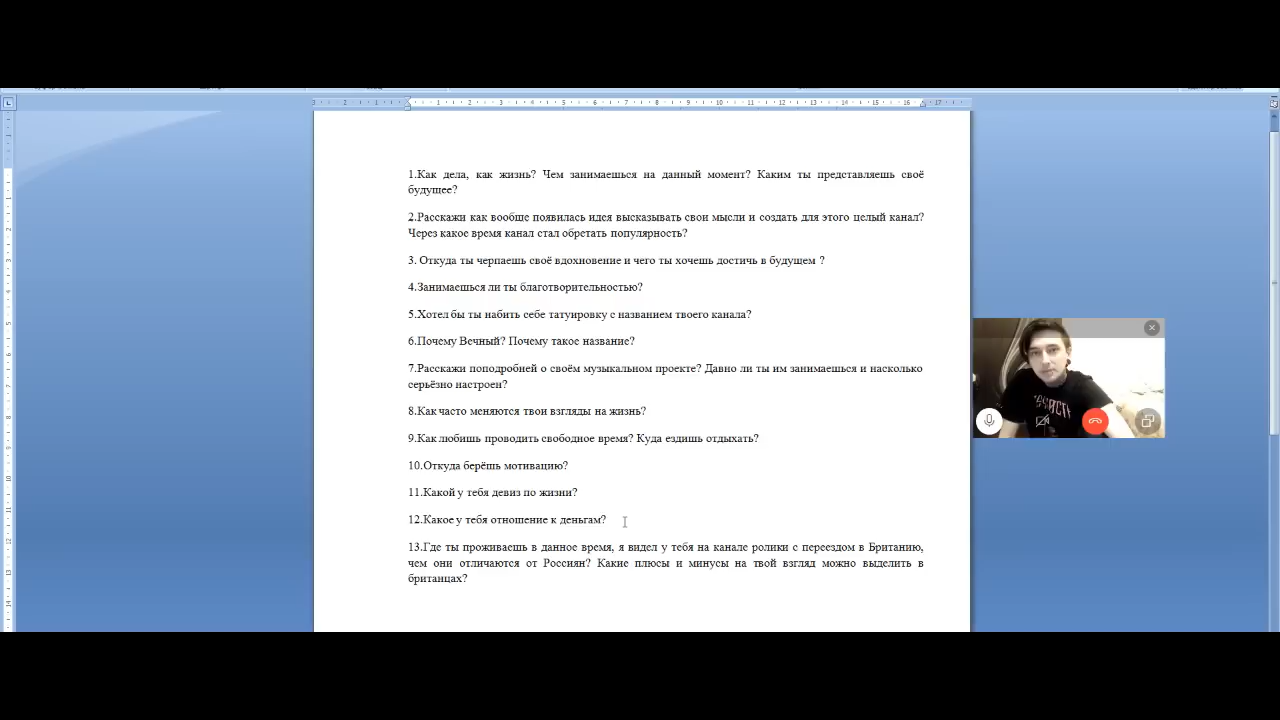 1.Как дела, как жизнь? Чем занимаешься на данный момент? Каким ты представляешь своё
будущее?
2.Расскажи как вообще появилась идея высказывать свои мысли и создать для этого целый канал?
Через какое время канал стал обретать популярность?
3. Откуда ты черпаешь своё вдохновение и чего ты хочешь достичь в будущем ?
4.Занимаешься ли ты благотворительностью?
5.Хотел бы ты набить себе татуировку с названием твоего канала?
6.Почему Вечный? Почему такое название?
7.Расскажи поподробней о своём музыкальном проекте? Давно ли ты им занимаешься и насколько
серьёзно настроен?
8.Как часто меняются твои взгляды на жизнь?
9.Как любишь проводить свободное время? Куда ездишь отдыхать?
10.Откуда берёшь мотивацию?
11.Какой у тебя девиз по жизни?
12.Какое у тебя отношение к деньгам?
13.Где ты проживаешь в данное время, я видел у тебя на канале ролики с переездом в Британию,
чем они отличаются от Россиян? Какие плюсы и минусы на твой взгляд можно выделить в
британцах?